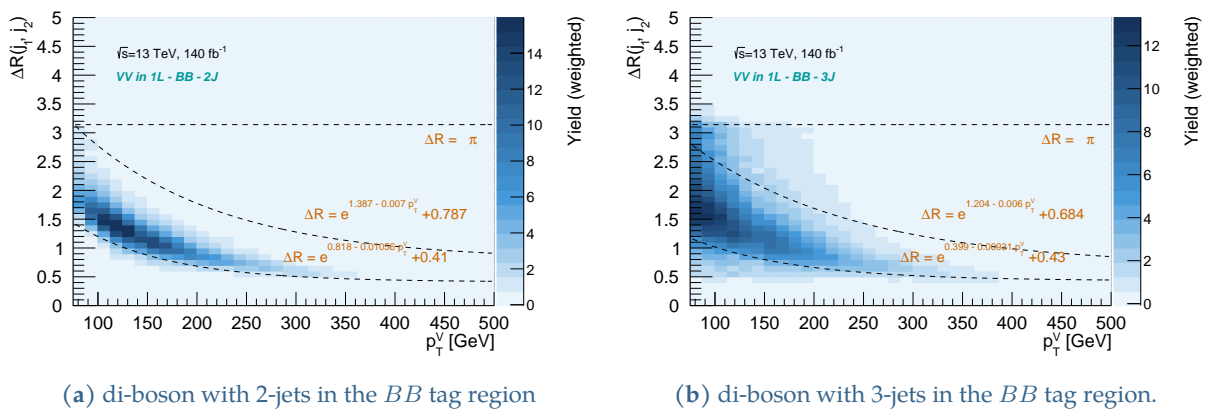 ΔR(j₁, j₂)
5
4.5
4
3.5
3
2.5
2
1.5
1
0.5
0
√s=13 TeV, 140 fb⁻¹
VV in 1L - BB - 2J
ΔR = π
ΔR = e^{1.387 - 0.007 p_T^V} +0.787
ΔR = e^{0.818 - 0.01056 p_T^V} +0.41
100 150 200 250 300 350 400 450 500
p_T^V [GeV]
14
12
10
8
6
4
2
0
Yield (weighted)
(a) di-boson with 2-jets in the BB tag region
ΔR(j₁, j₂)
5
4.5
4
3.5
3
2.5
2
1.5
1
0.5
0
√s=13 TeV, 140 fb⁻¹
VV in 1L - BB - 3J
ΔR = π
ΔR = e^{1.204 - 0.006 p_T^V} +0.684
ΔR = e^{0.399 - 0.00931 p_T^V} +0.43
100 150 200 250 300 350 400 450 500
p_T^V [GeV]
12
10
8
6
4
2
0
Yield (weighted)
(b) di-boson with 3-jets in the BB tag region.